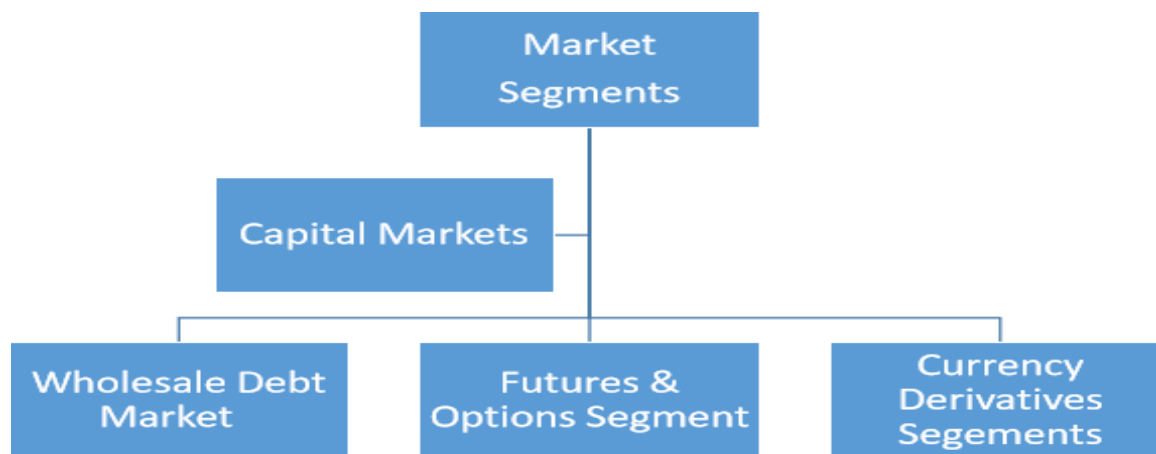 Market
Segments
Capital Markets
Wholesale Debt
Market
Futures &
Options Segment
Currency
Derivatives
Segements